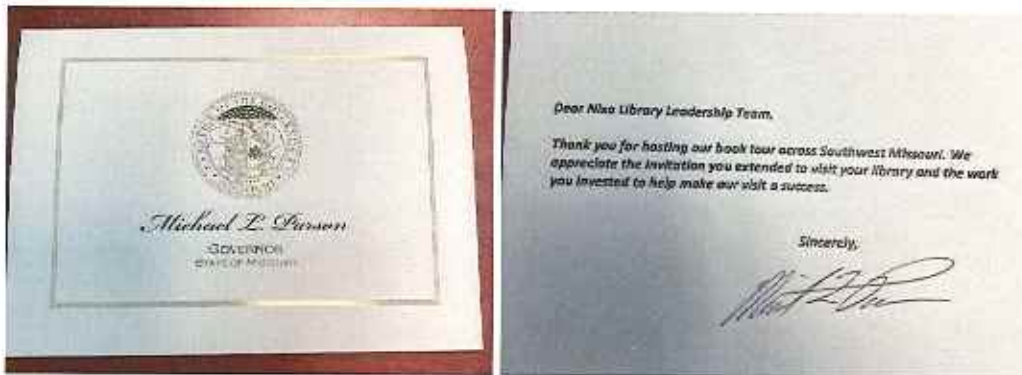 Michael L. Parson
GOVERNOR
STATE OF MISSOURI
Dear Nixa Library Leadership Team,
Thank you for hosting our book tour across Southwest Missouri. We
appreciate the invitation you extended to visit your library and the work
you invested to help make our visit a success.
Sincerely,